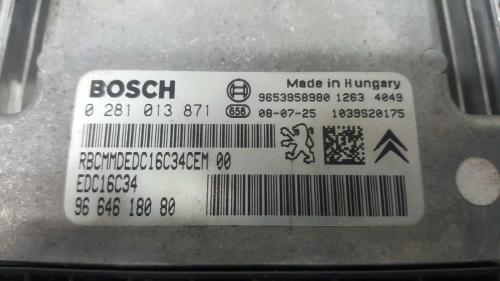 BOSCH
Made in Hungary
9653958980 1263 4049
0 281 013 871 658 08-07-25 1039S20175
RBCMMDEDC16C34CEM 00
EDC16C34
96 646 180 80